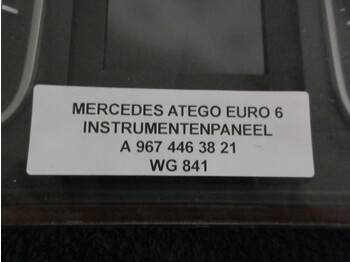 MERCEDES ATEGO EURO 6
INSTRUMENTENPANEEL
A 967 446 38 21
WG 841